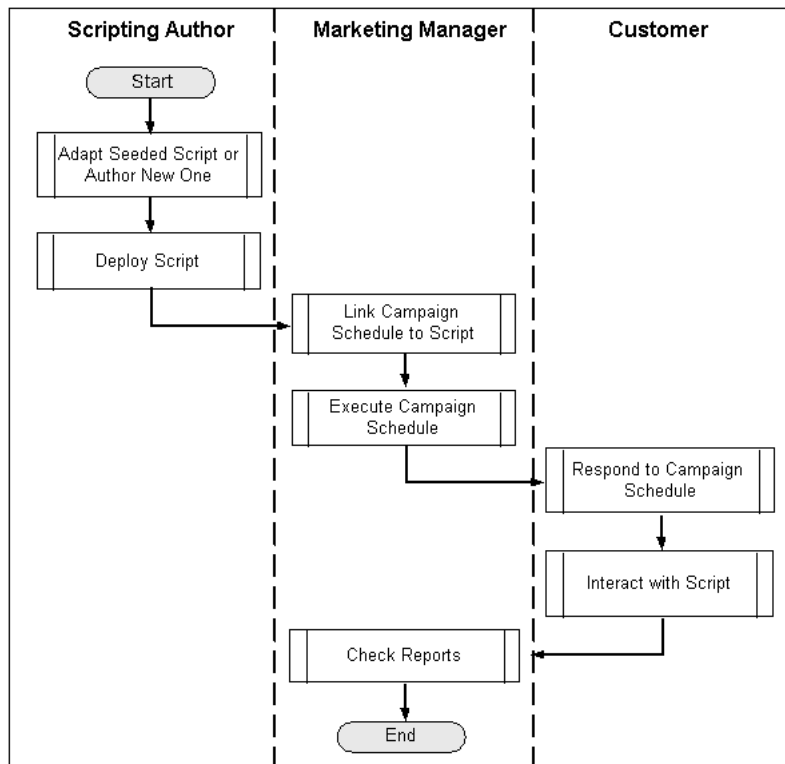 Scripting Author
Marketing Manager
Customer
Start
Adapt Seeded Script or
Author New One
Deploy Script
Link Campaign
Schedule to Script
Execute Campaign
Schedule
Respond to Campaign
Schedule
Interact with Script
Check Reports
End